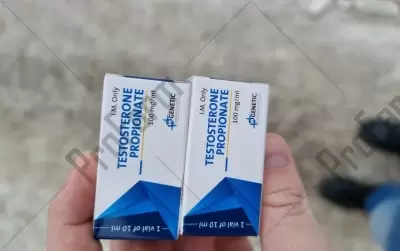 I.M. Only
TESTOSTERONE
PROPIONATE
100 mg/ml
GENETIC
1 vial of 10 ml
I.M. Only
TESTOSTERONE
PROPIONATE
100 mg/ml
GENETIC
1 vial of 10 ml